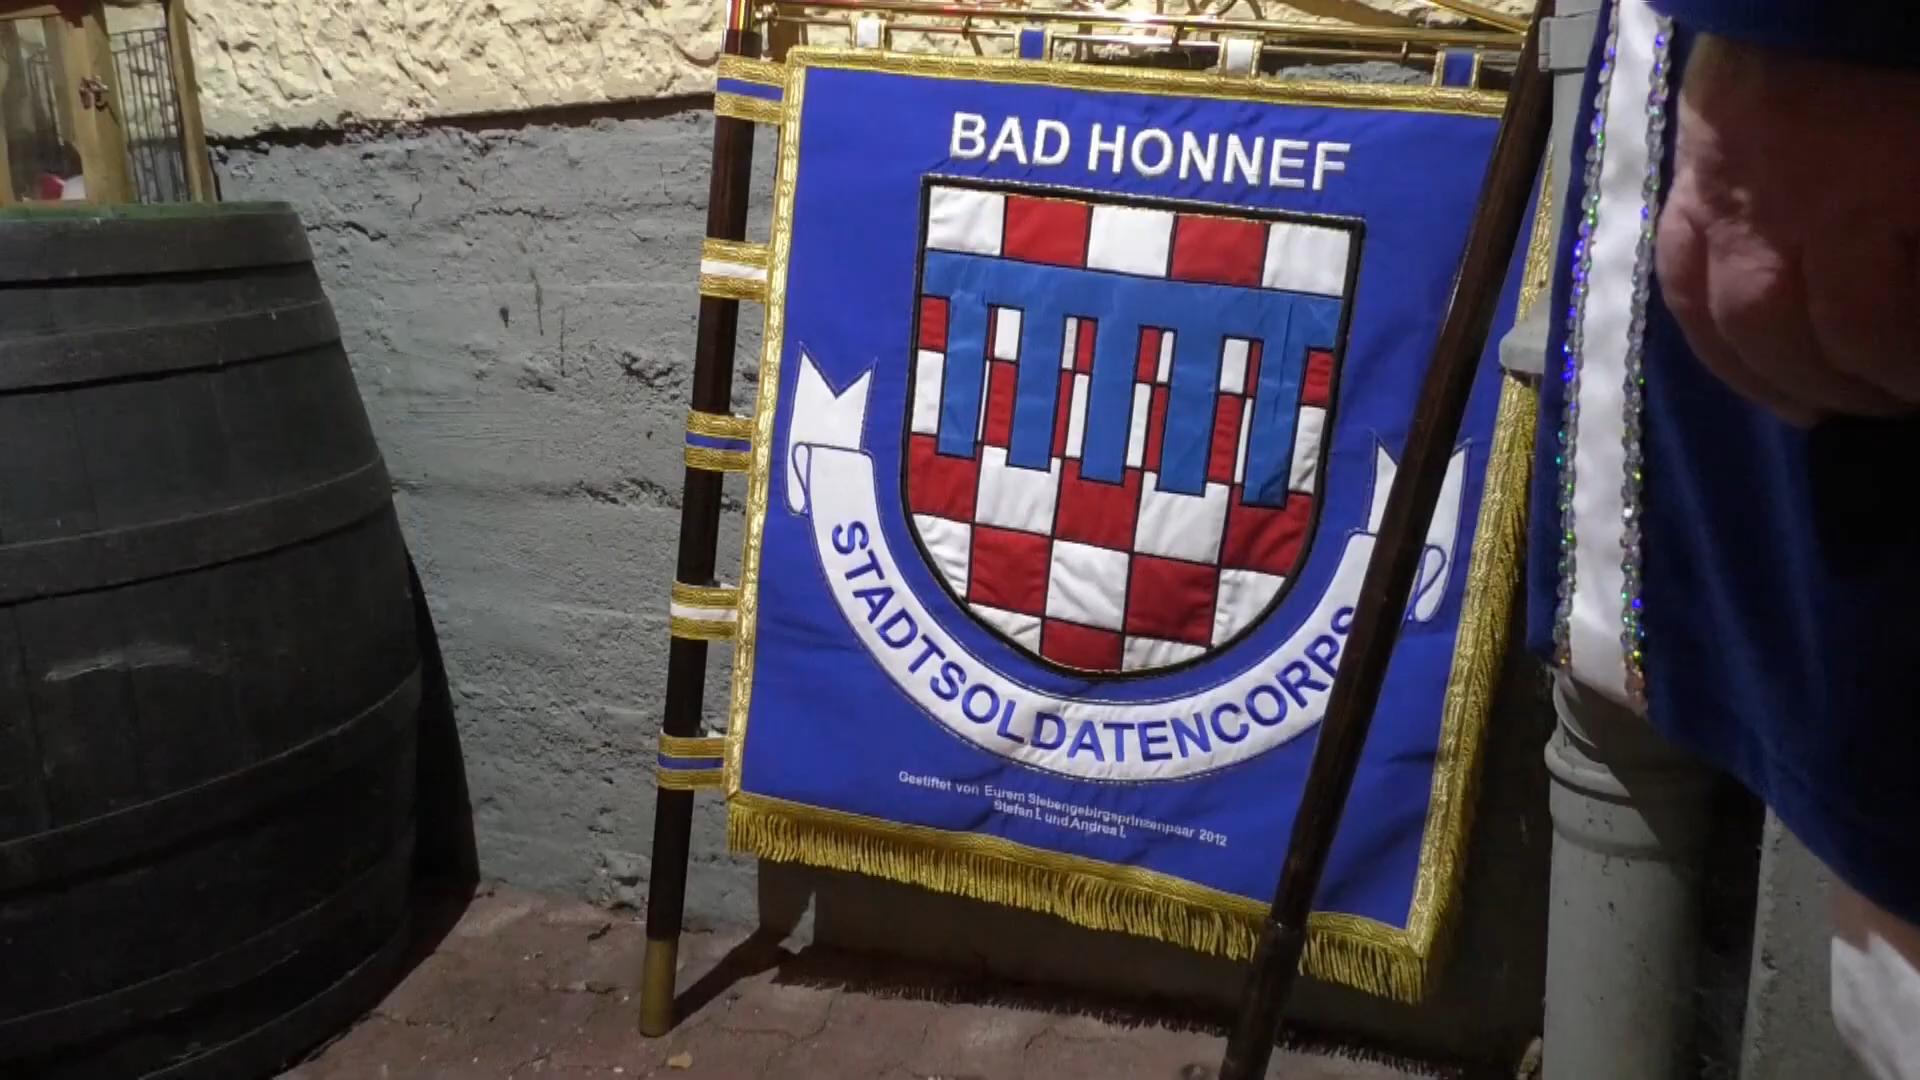 BAD HONNEF
STADTSOLDATENCORPS
Gestiftet von Eurem Siebengebirgsprinzenpaar 2012
Stefan I. und Andrea I.